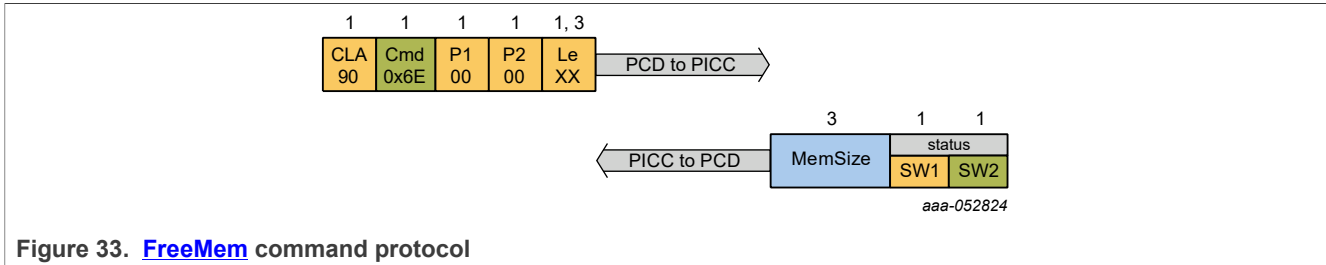 1 1 1 1 1, 3
CLA Cmd P1 P2 Le
90 0x6E 00 00 XX
PCD to PICC
3 1 1
MemSize status
SW1 SW2
PICC to PCD
aaa-052824
Figure 33. FreeMem command protocol